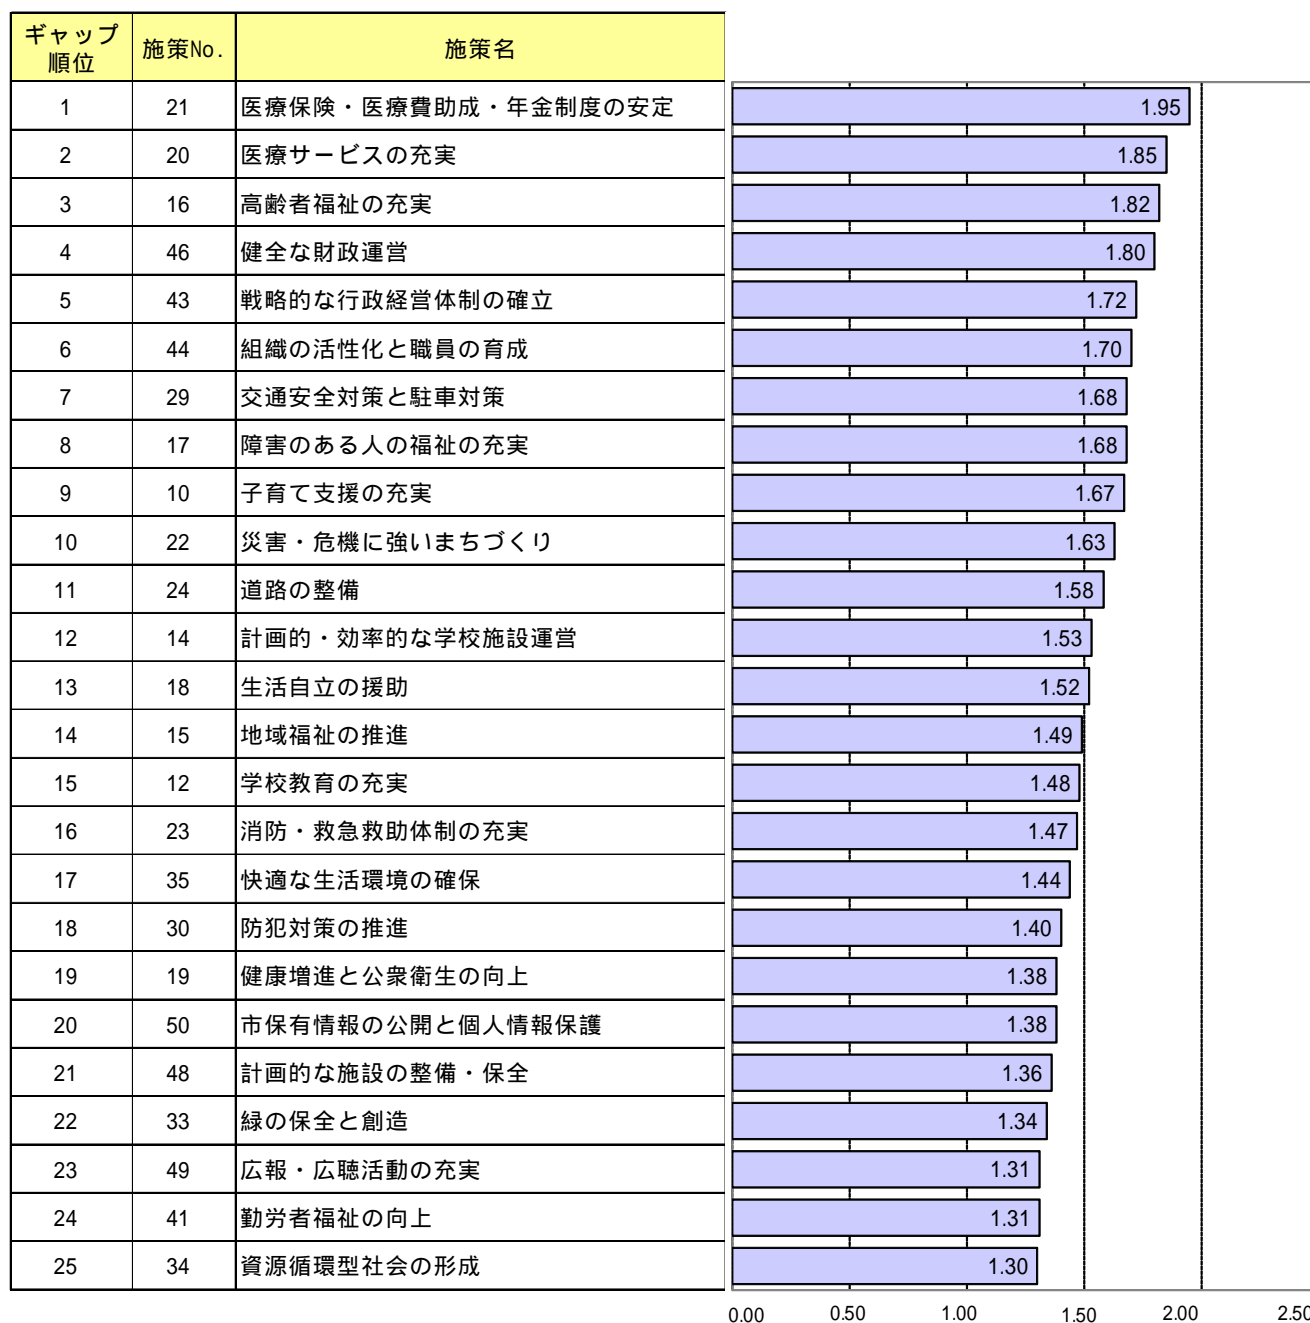 ギャップ順位 施策No. 施策名
1 21 医療保険・医療費助成・年金制度の安定 1.95
2 20 医療サービスの充実 1.85
3 16 高齢者福祉の充実 1.82
4 46 健全な財政運営 1.80
5 43 戦略的な行政経営体制の確立 1.72
6 44 組織の活性化と職員の育成 1.70
7 29 交通安全対策と駐車対策 1.68
8 17 障害のある人の福祉の充実 1.68
9 10 子育て支援の充実 1.67
10 22 災害・危機に強いまちづくり 1.63
11 24 道路の整備 1.58
12 14 計画的・効率的な学校施設運営 1.53
13 18 生活自立の援助 1.52
14 15 地域福祉の推進 1.49
15 12 学校教育の充実 1.48
16 23 消防・救急救助体制の充実 1.47
17 35 快適な生活環境の確保 1.44
18 30 防犯対策の推進 1.40
19 19 健康増進と公衆衛生の向上 1.38
20 50 市保有情報の公開と個人情報保護 1.38
21 48 計画的な施設の整備・保全 1.36
22 33 緑の保全と創造 1.34
23 49 広報・広聴活動の充実 1.31
24 41 勤労者福祉の向上 1.31
25 34 資源循環型社会の形成 1.30
0.00 0.50 1.00 1.50 2.00 2.50